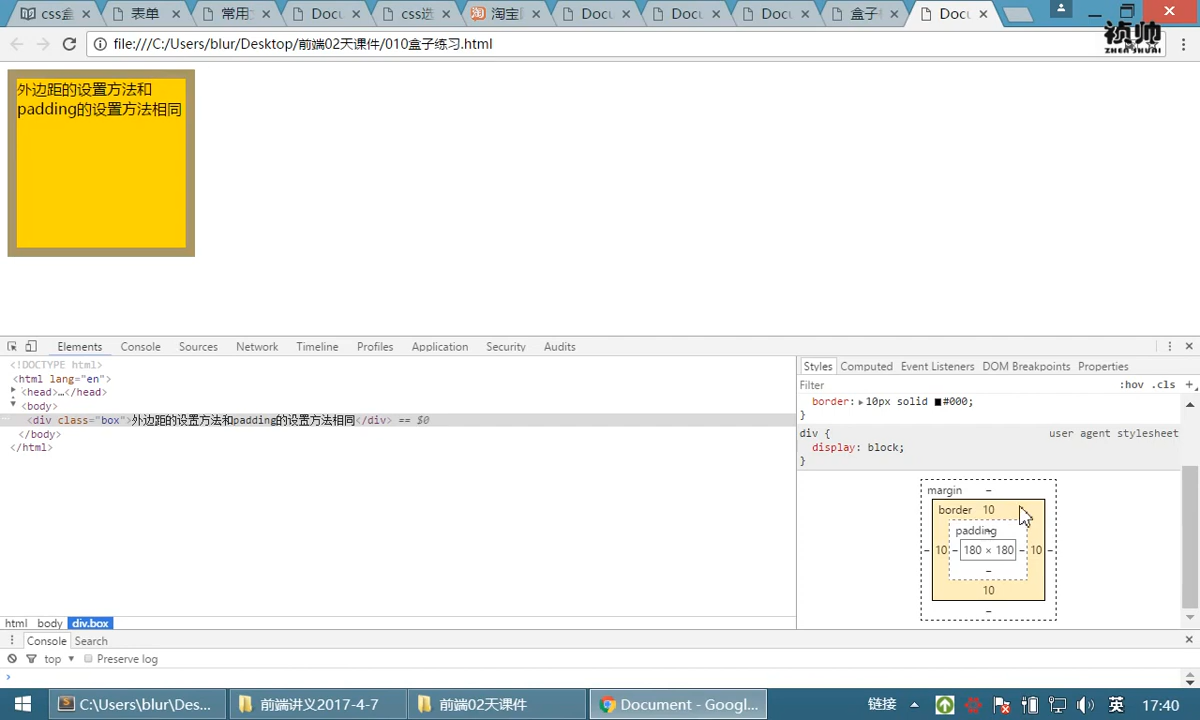 css盒
表单
常用
Docu
css选
淘
淘宝网
Docu
Docu
Docu
盒子
Docu
file:///C:/Users/blur/Desktop/前端02天课件/010盒子练习.html
祯帅
ZHEN SHUAI
外边距的设置方法和
padding的设置方法相同
Elements Console Sources Network Timeline Profiles Application Security Audits
<!DOCTYPE html>
<html lang="en">
<head>…</head>
<body>
<div class="box">外边距的设置方法和padding的设置方法相同</div> == $0
</body>
</html>
html body div.box
Styles Computed Event Listeners DOM Breakpoints Properties
Filter :hov .cls +
border: 10px solid #000;
}
div { user agent stylesheet
display: block;
}
margin –
border 10
padding –
– 10 – 180 × 180 – 10 –
–
10
–
Console Search
top ▼ Preserve log
>
C:\Users\blur\Des...
前端讲义2017-4-7
前端02天课件
Document - Googl...
链接
英
17:40